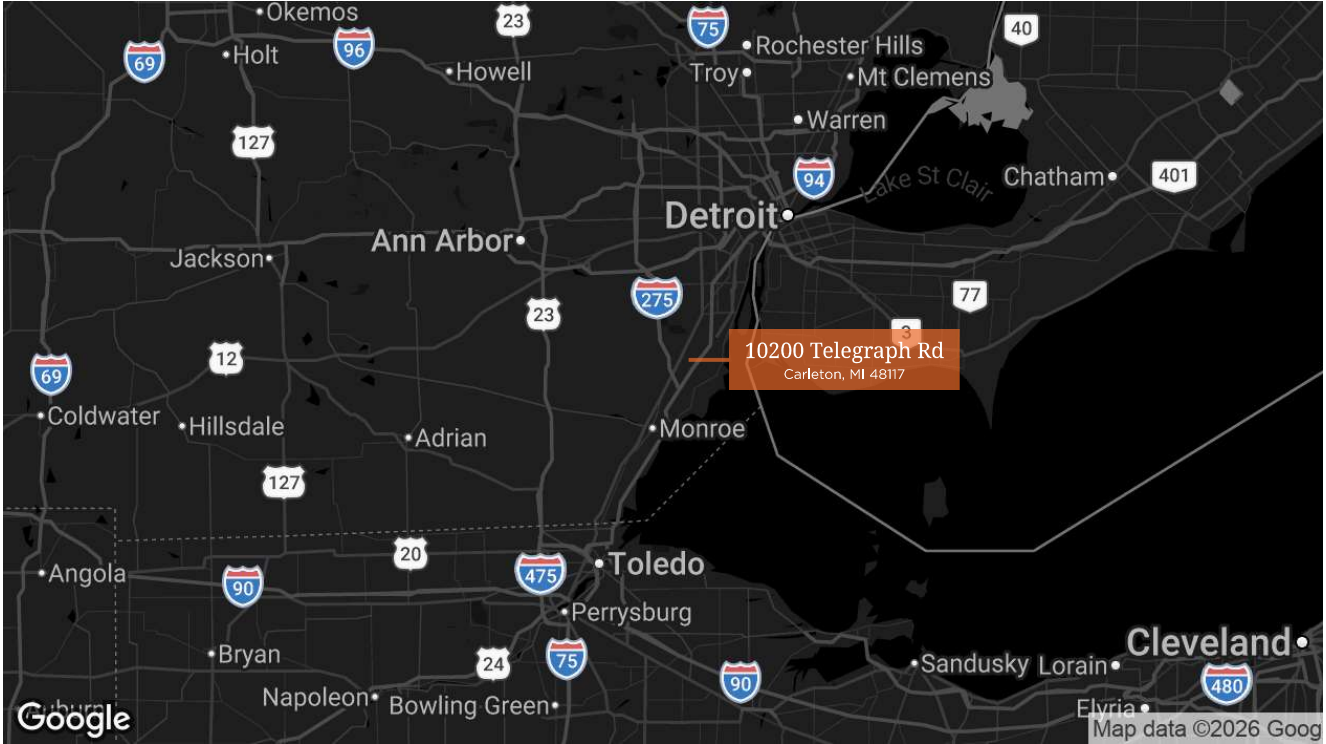 Okemos
23
75
40
Rochester Hills
69
Holt
96
Howell
Troy
Mt Clemens
127
Warren
94
Lake St Clair
Chatham
401
Detroit
Ann Arbor
Jackson
275
77
23
3
12
10200 Telegraph Rd
Carleton, MI 48117
69
Coldwater
Hillsdale
Adrian
Monroe
127
20
Toledo
Angola
90
475
Perrysburg
Bryan
24
75
90
Sandusky
Lorain
Cleveland
480
Napoleon
Bowling Green
Auburn
Google
Elyria
Map data ©2026 Goog